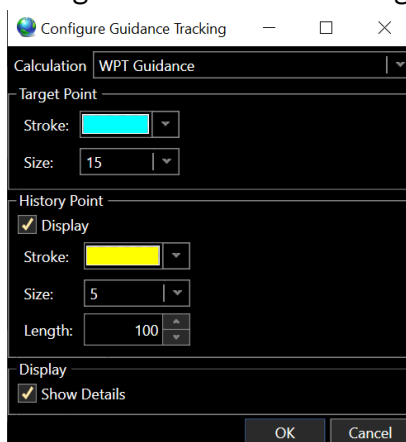 Configure Guidance Tracking
Calculation WPT Guidance
Target Point
Stroke:
Size: 15
History Point
Display
Stroke:
Size: 5
Length: 100
Display
Show Details
OK Cancel